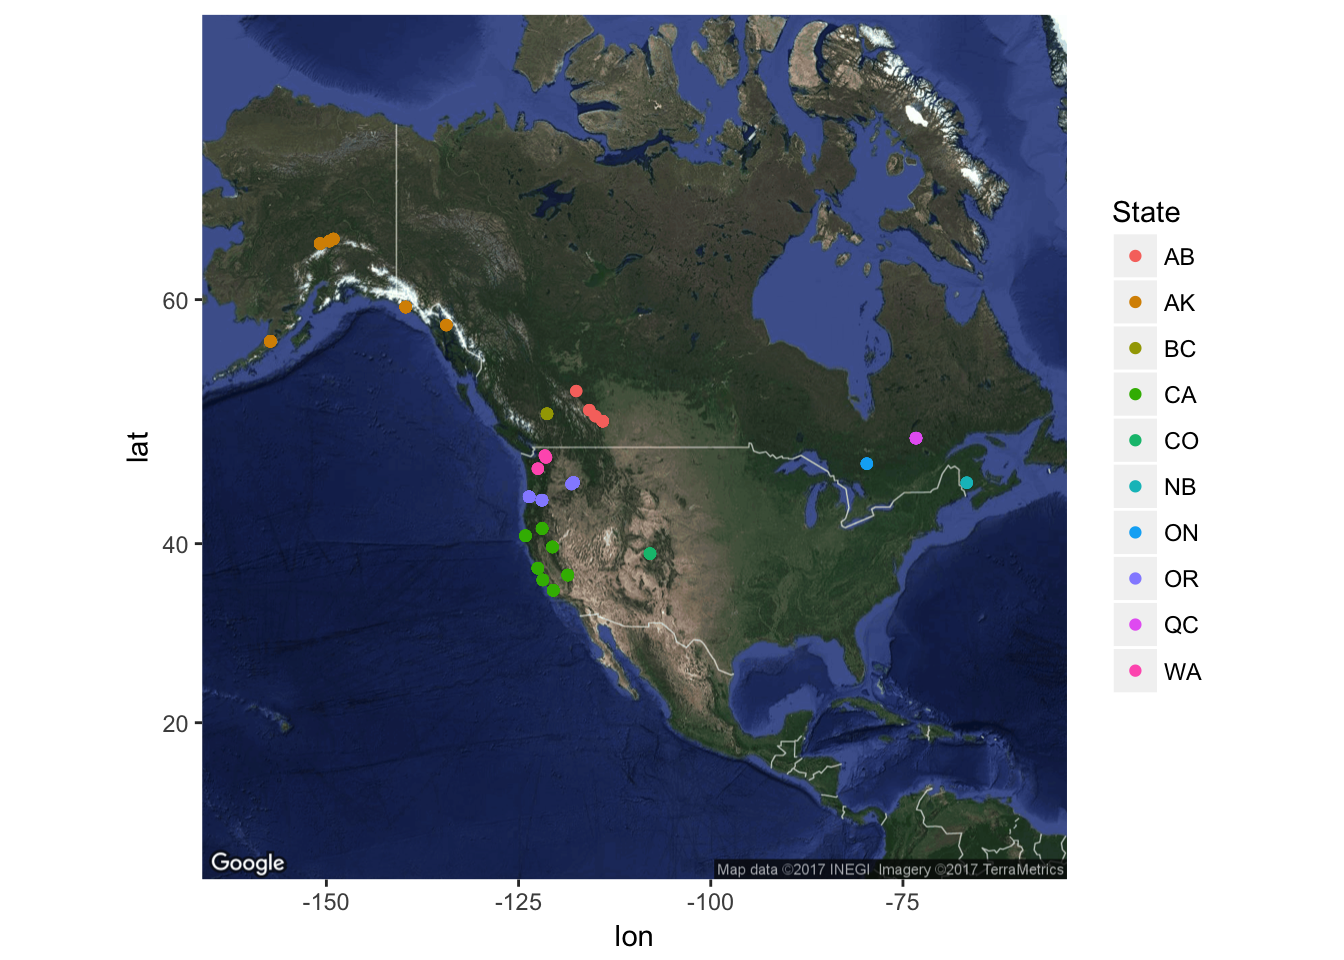 State
AB
AK
BC
CA
CO
NB
ON
OR
QC
WA
60
40
20
lat
-150
-125
-100
-75
lon
Google
Map data ©2017 INEGI Imagery ©2017 TerraMetrics